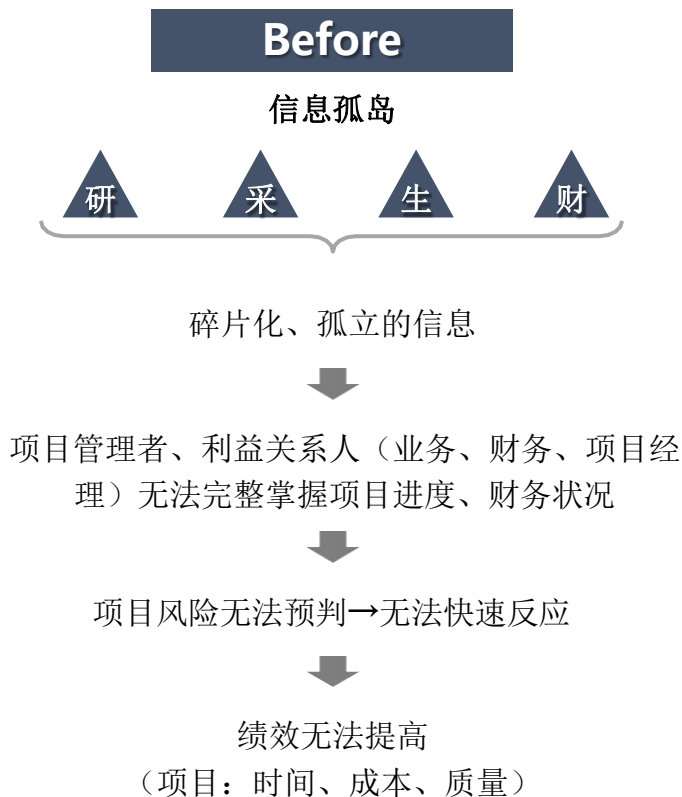 Before
信息孤岛
研 采 生 财
碎片化、孤立的信息
项目管理者、利益关系人（业务、财务、项目经
理）无法完整掌握项目进度、财务状况
项目风险无法预判→无法快速反应
绩效无法提高
（项目：时间、成本、质量）